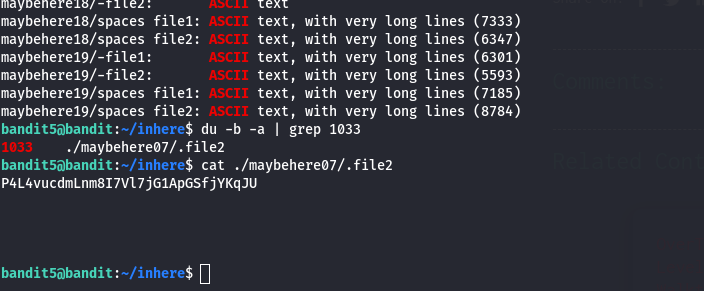 maybehere18/-file2: ASCII text
maybehere18/spaces file1: ASCII text, with very long lines (7333)
maybehere18/spaces file2: ASCII text, with very long lines (6347)
maybehere19/-file1: ASCII text, with very long lines (6301)
maybehere19/-file2: ASCII text, with very long lines (5593)
maybehere19/spaces file1: ASCII text, with very long lines (7185)
maybehere19/spaces file2: ASCII text, with very long lines (8784)
bandit5@bandit:~/inhere$ du -b -a | grep 1033
1033 ./maybehere07/.file2
bandit5@bandit:~/inhere$ cat ./maybehere07/.file2
P4L4vucdmLnm8I7Vl7jG1ApGSfjYKqJU
bandit5@bandit:~/inhere$
Comments
Related Cont